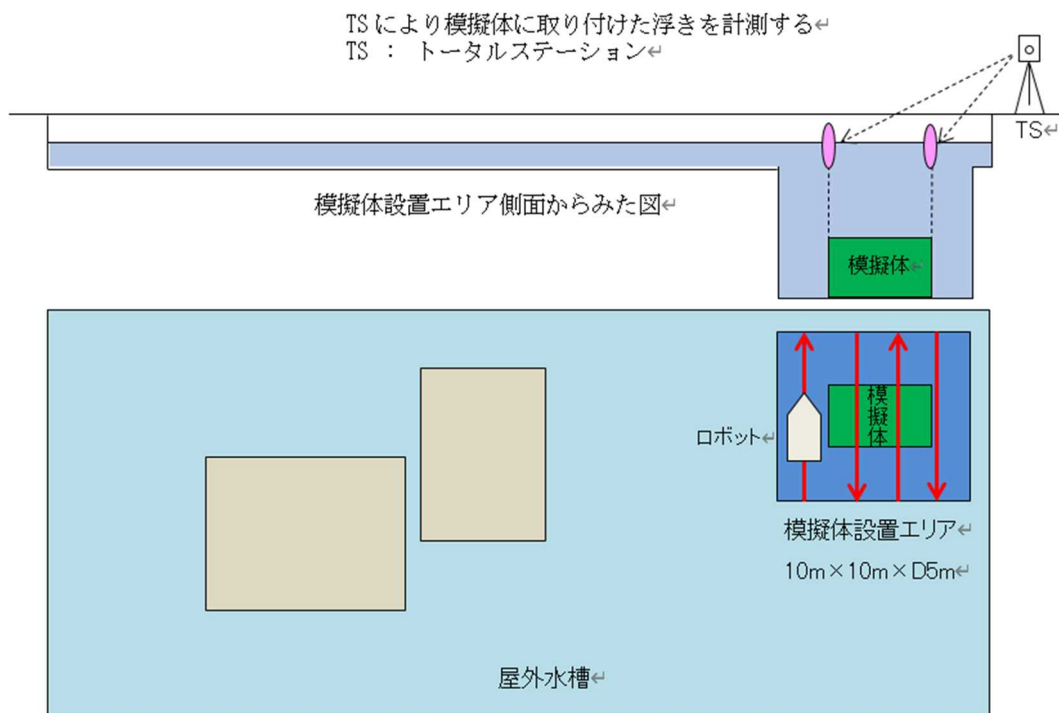 TSにより模擬体に取り付けた浮きを計測する↵
TS : トータルステーション↵
TS↵
模擬体設置エリア側面からみた図↵
模擬体↵
模擬体
ロボット↵
模擬体設置エリア↵
10m×10m×D5m↵
屋外水槽↵